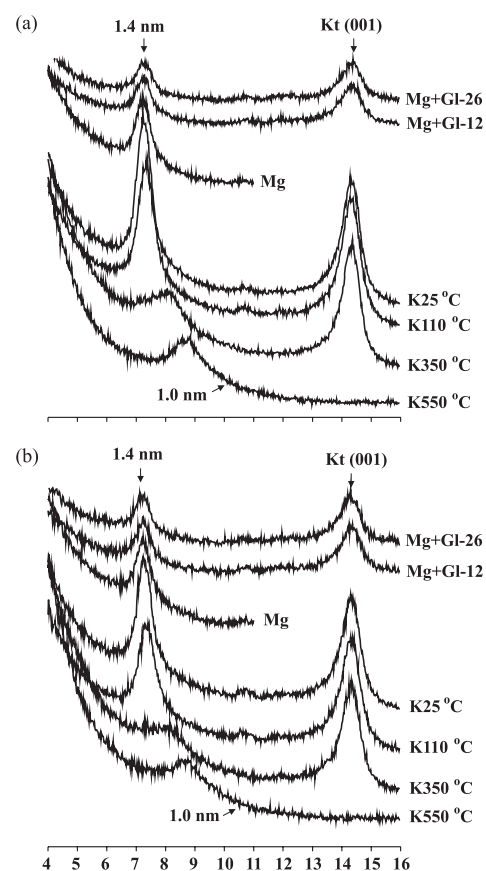 (a)
1.4 nm
Kt (001)
Mg+Gl-26
Mg+Gl-12
Mg
K25 °C
K110 °C
K350 °C
1.0 nm
K550 °C
(b)
1.4 nm
Kt (001)
Mg+Gl-26
Mg+Gl-12
Mg
K25 °C
K110 °C
K350 °C
1.0 nm
K550 °C
4 5 6 7 8 9 10 11 12 13 14 15 16